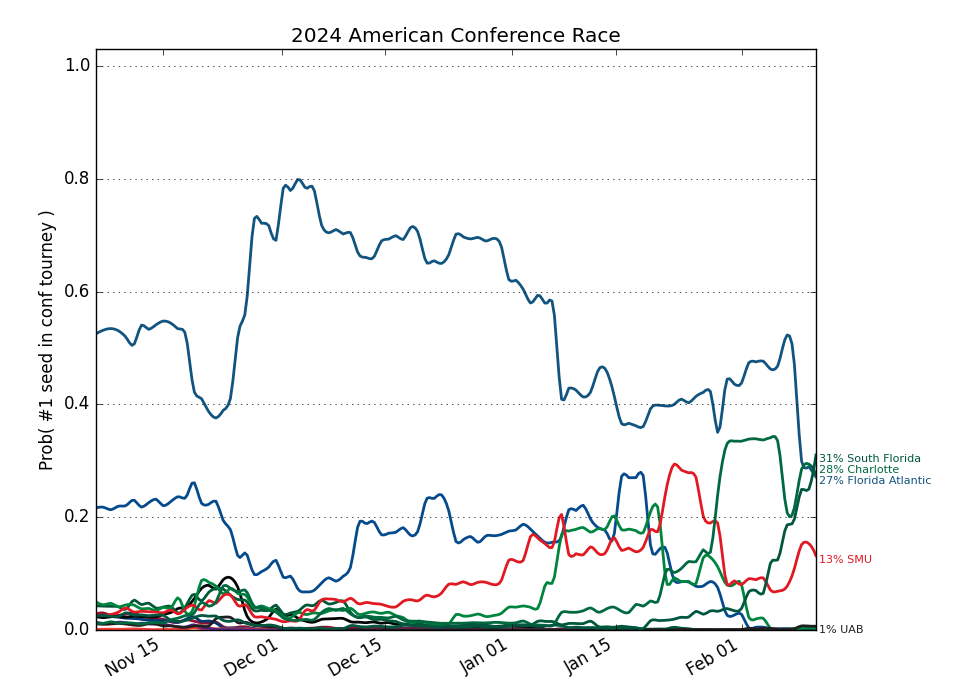 2024 American Conference Race
Prob( #1 seed in conf tourney )
1.0
0.8
0.6
0.4
0.2
0.0
31% South Florida
28% Charlotte
27% Florida Atlantic
13% SMU
1% UAB
Nov 15
Dec 01
Dec 15
Jan 01
Jan 15
Feb 01